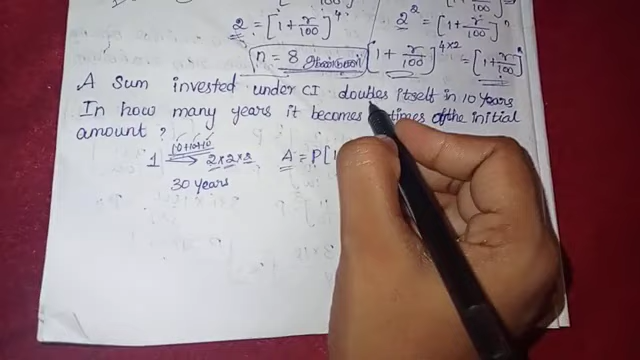 2 = [1 + r/100]^4
2^2 = [1 + r/100]^n
n = 8 ஆண்டுகள்
[1 + r/100]^4×2 = [1 + r/100]^n
A Sum invested under CI doubles itself in 10 Years
In how many years it becomes times of the initial
amount ?
10+10+10
1 → 2×2×2
A = P[1
30 years